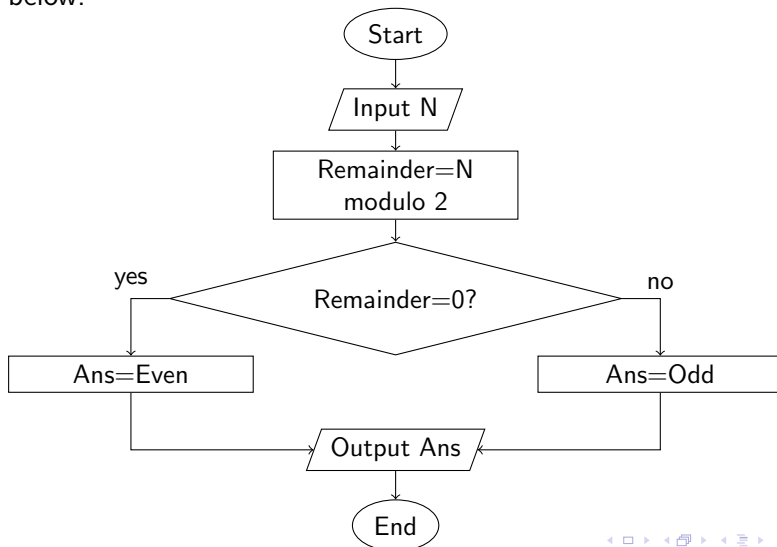 below:
Start
Input N
Remainder=N
modulo 2
Remainder=0?
yes
no
Ans=Even
Ans=Odd
Output Ans
End